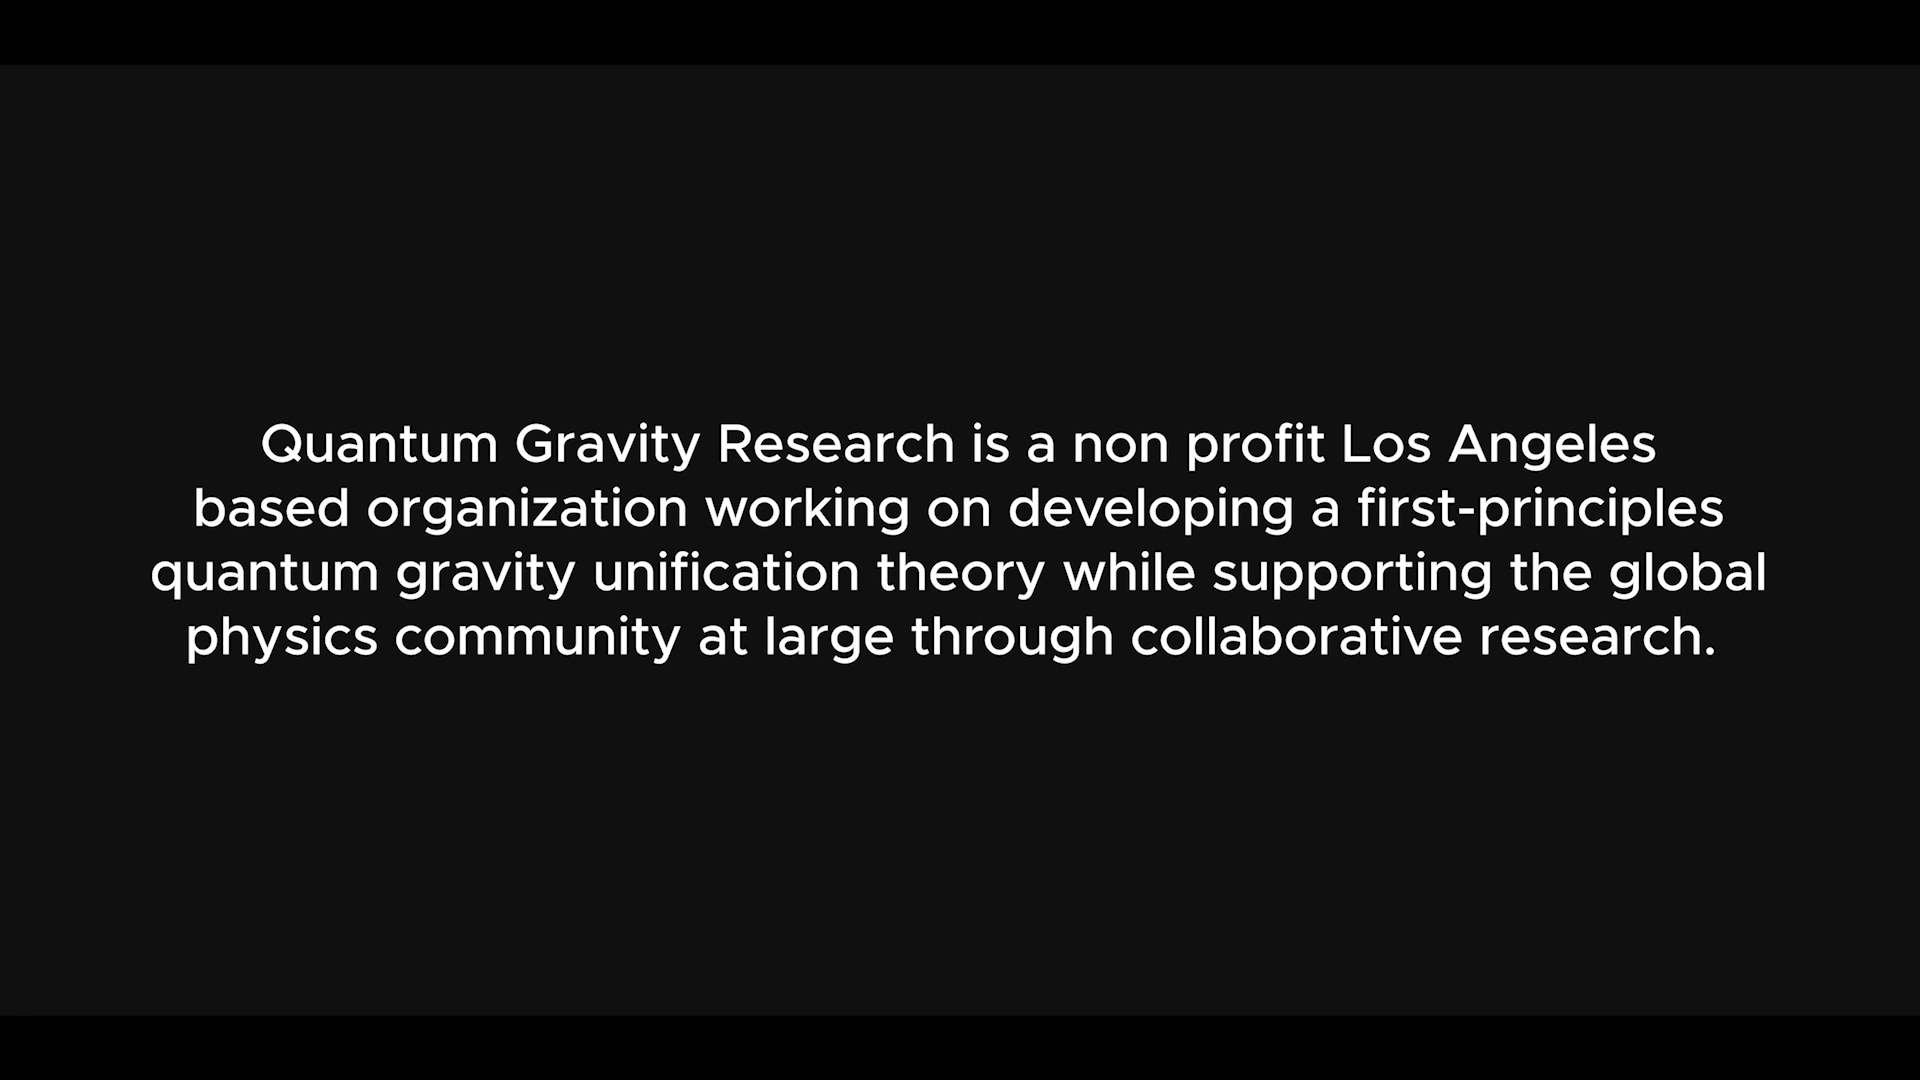 Quantum Gravity Research is a non profit Los Angeles
based organization working on developing a first-principles
quantum gravity unification theory while supporting the global
physics community at large through collaborative research.